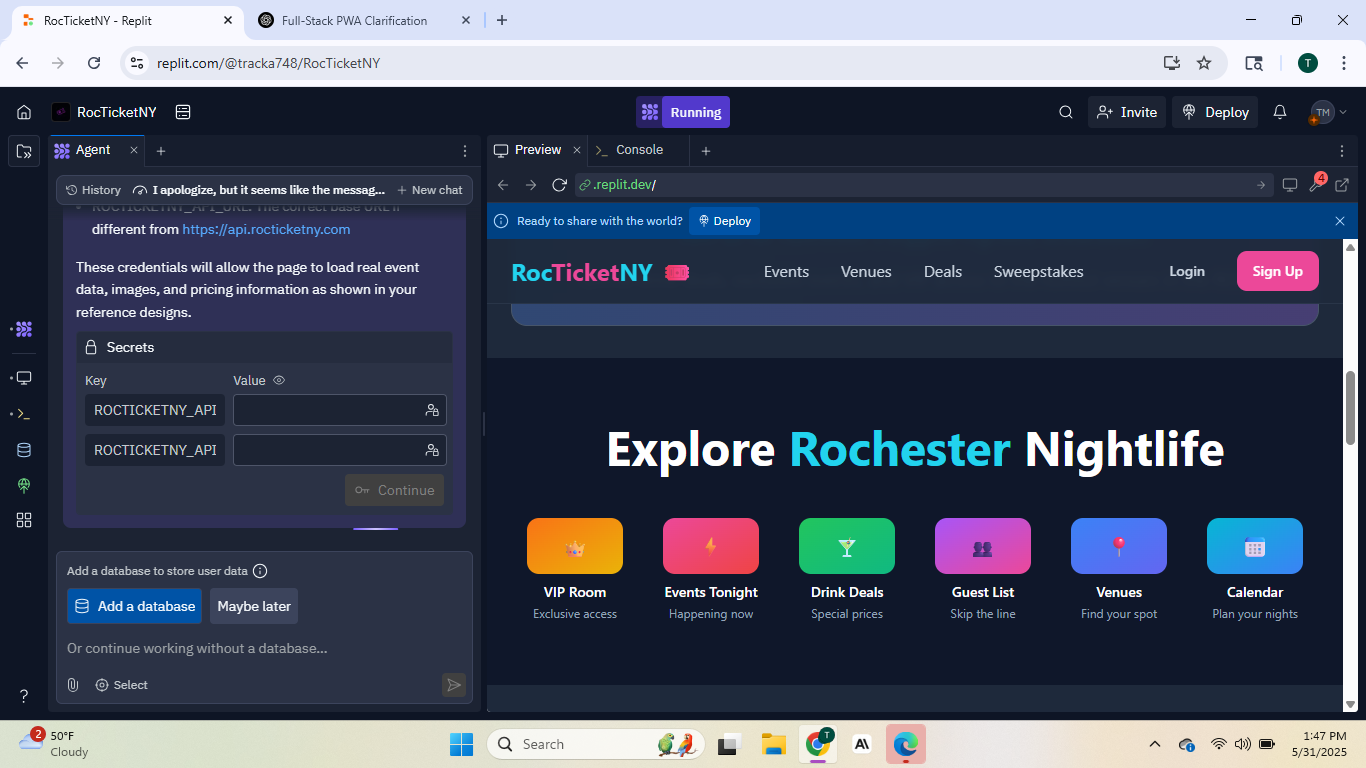 RocTicketNY - Replit
Full-Stack PWA Clarification
replit.com/@tracka748/RocTicketNY
T
RocTicketNY
Running
Invite
Deploy
TM
Agent
History
I apologize, but it seems like the messag...
New chat
ROCTICKETNY_API_URL: The correct base URL if
different from https://api.rocticketny.com
These credentials will allow the page to load real event
data, images, and pricing information as shown in your
reference designs.
Secrets
Key Value
ROCTICKETNY_API
ROCTICKETNY_API
Continue
Add a database to store user data
Add a database
Maybe later
Or continue working without a database...
Select
Preview
Console
.replit.dev/
4
Ready to share with the world?
Deploy
RocTicketNY
Events
Venues
Deals
Sweepstakes
Login
Sign Up
Explore Rochester Nightlife
VIP Room
Exclusive access
Events Tonight
Happening now
Drink Deals
Special prices
Guest List
Skip the line
Venues
Find your spot
Calendar
Plan your nights
2
50°F
Cloudy
Search
T
1:47 PM
5/31/2025